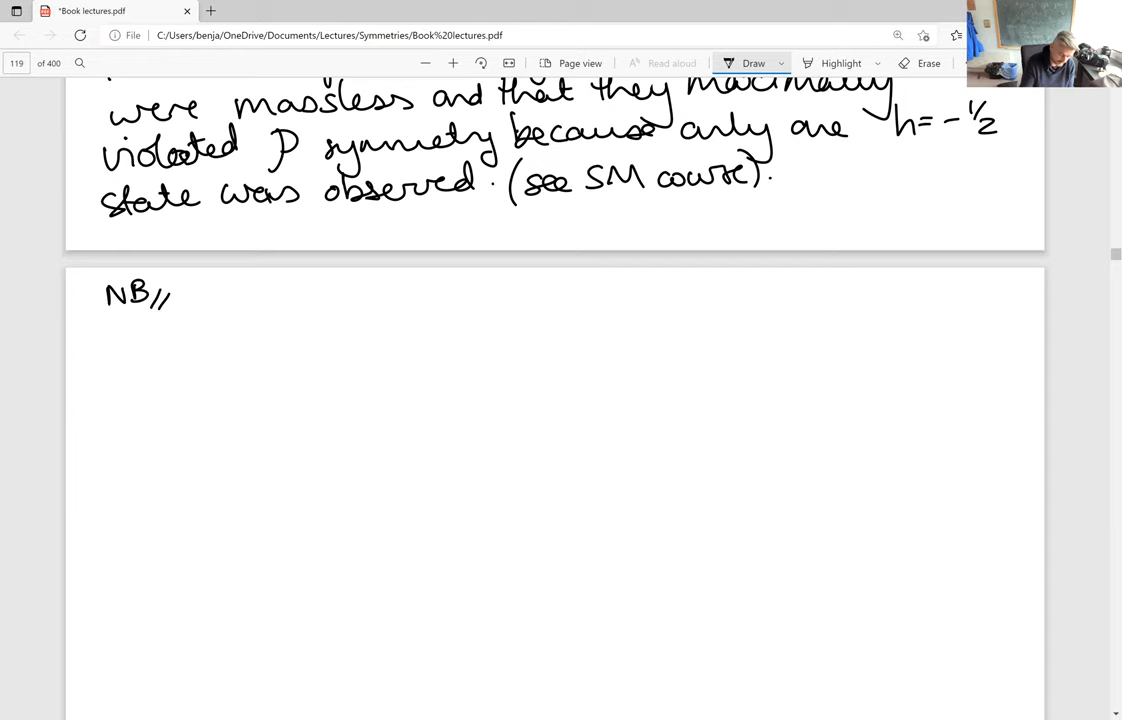 *Book lectures.pdf
File
C:/Users/benja/OneDrive/Documents/Lectures/Symmetries/Book%20lectures.pdf
119 of 400
Page view
Read aloud
Draw
Highlight
Erase
were massless and that they maximally
violated P symmetry because only one h = - 1/2
state was observed. (see SM course).
NB//